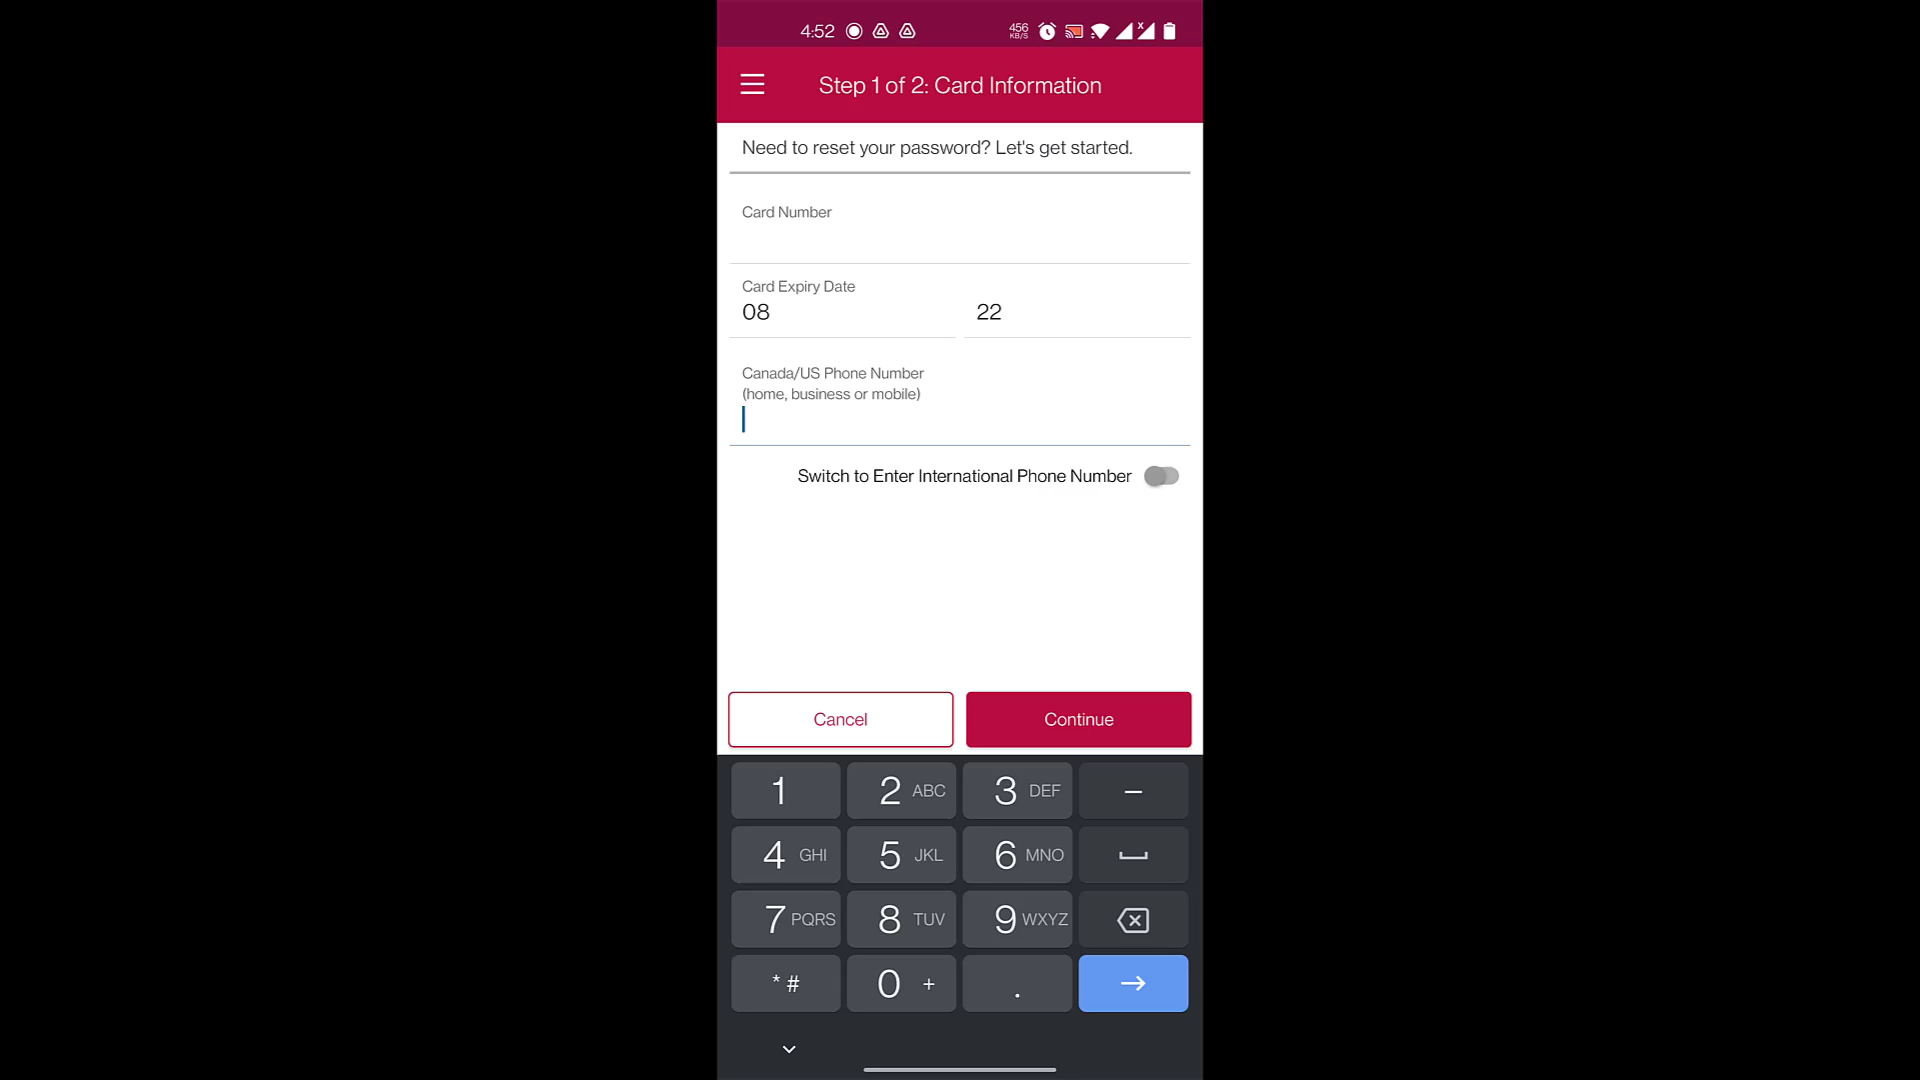 4:52
456
KB/S
x
Step 1 of 2: Card Information
Need to reset your password? Let's get started.
Card Number
Card Expiry Date
08 22
Canada/US Phone Number
(home, business or mobile)
Switch to Enter International Phone Number
Cancel Continue
1 2 ABC 3 DEF –
4 GHI 5 JKL 6 MNO
7 PQRS 8 TUV 9 WXYZ
* # 0 + .